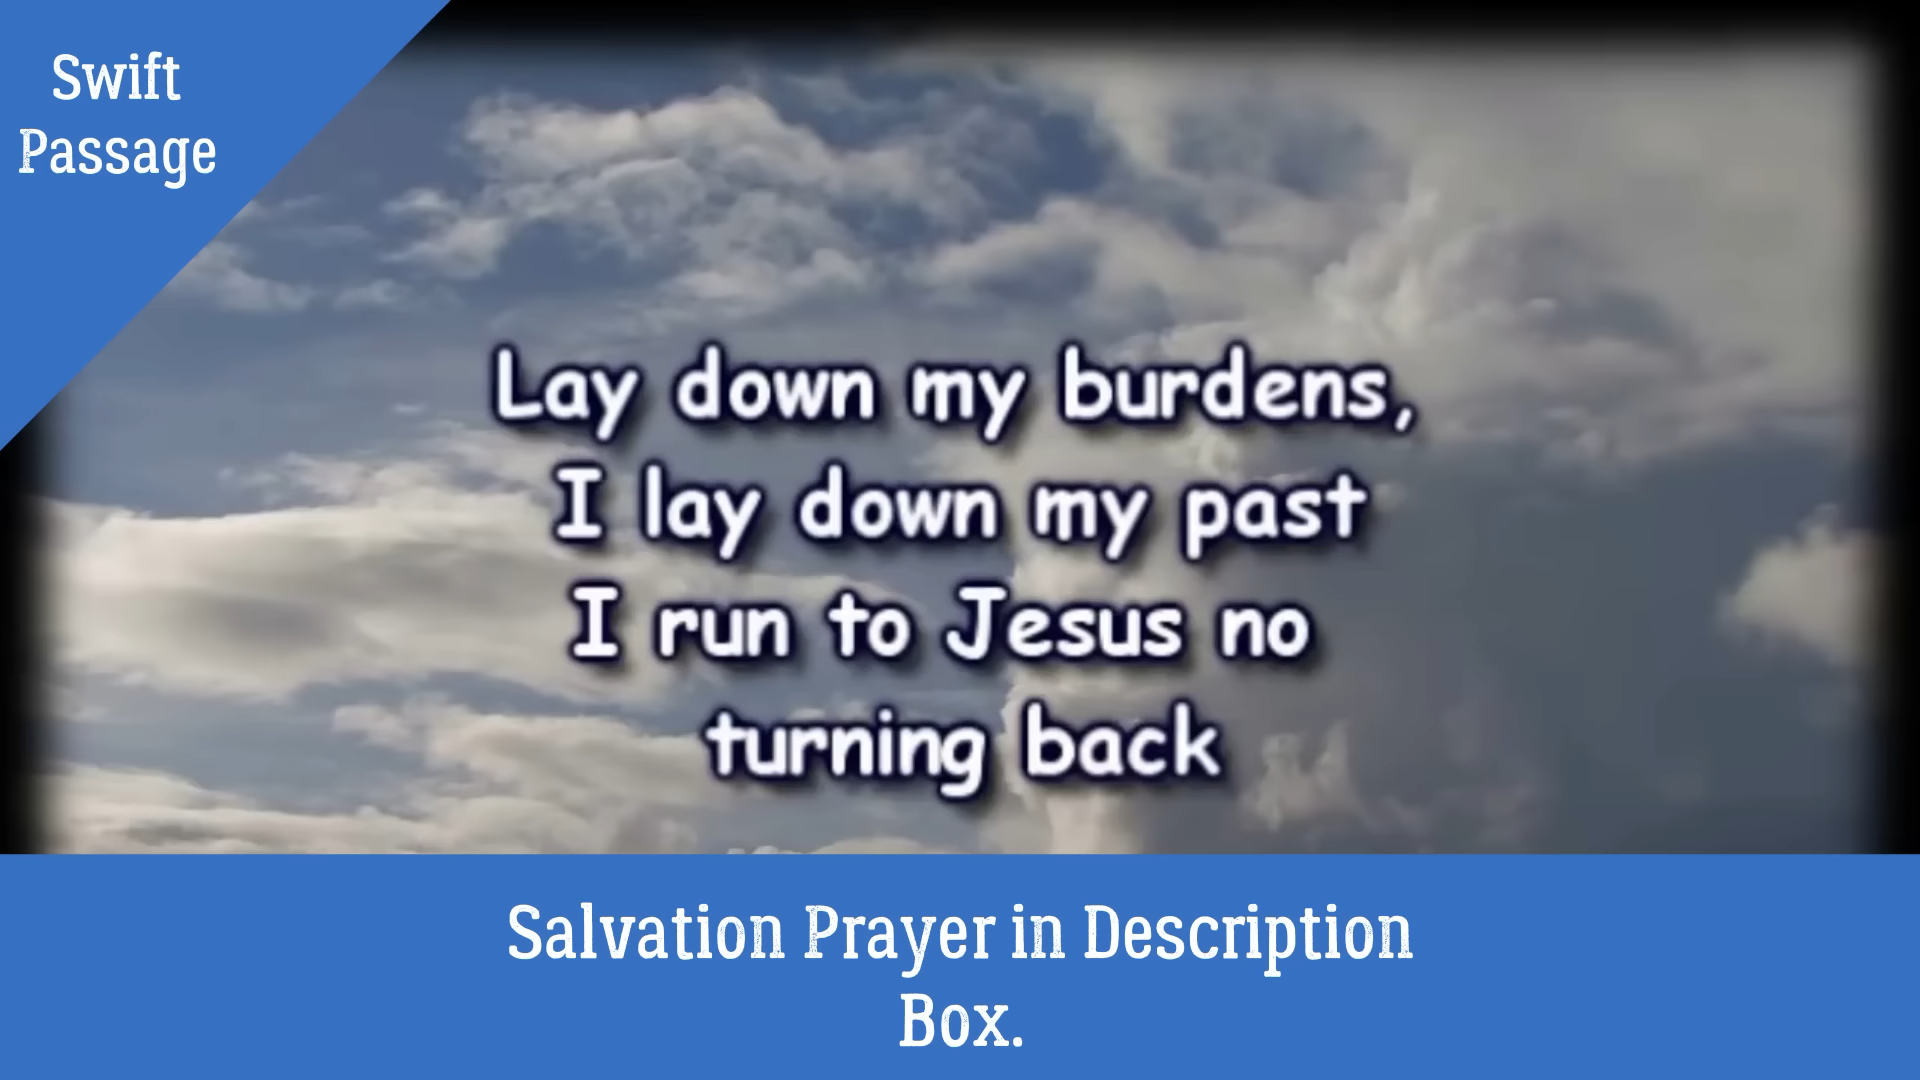 Swift
Passage
Lay down my burdens,
I lay down my past
I run to Jesus no
turning back
Salvation Prayer in Description
Box.